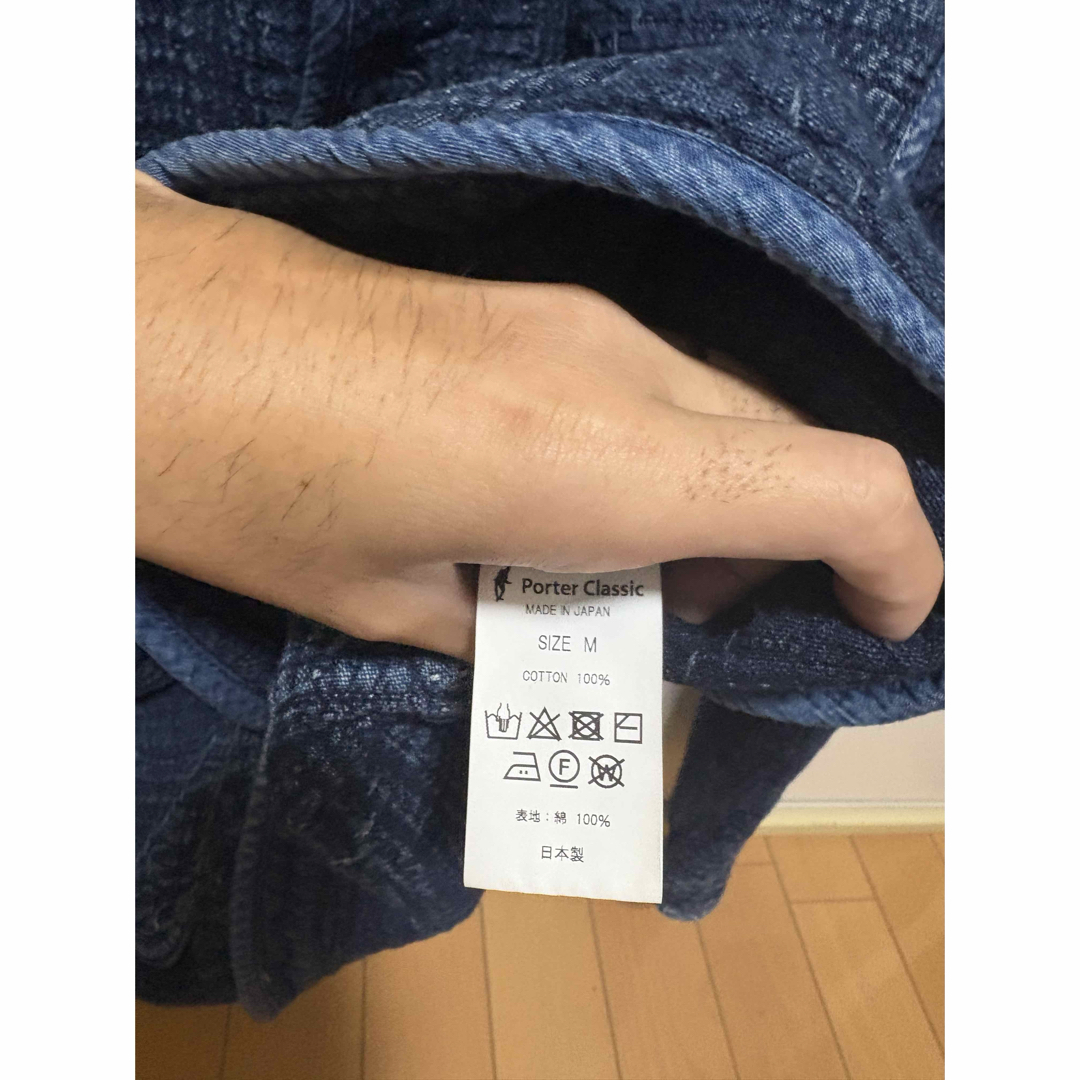 Porter Classic
MADE IN JAPAN
SIZE M
COTTON 100%
F
W
表地：綿 100%
日本製